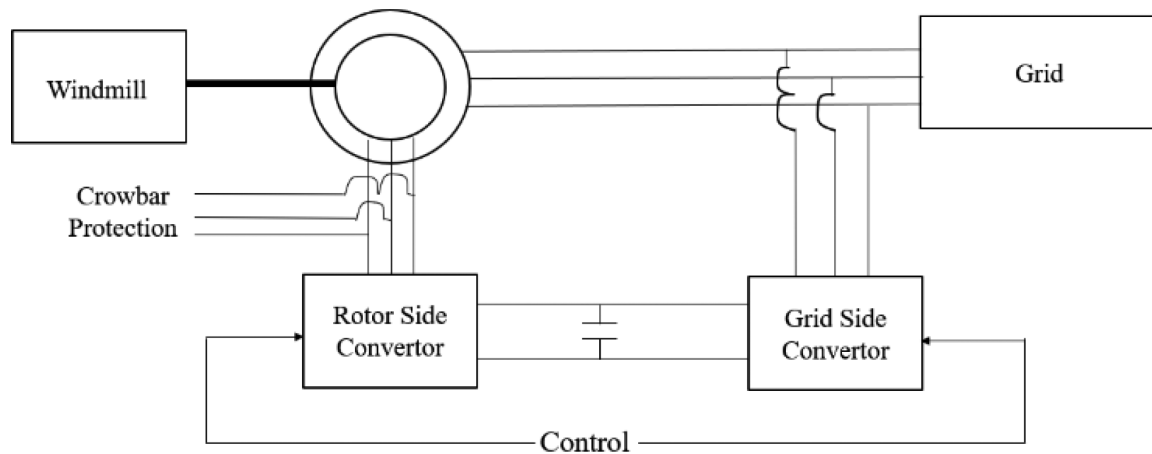 Windmill
Grid
Crowbar
Protection
Rotor Side
Convertor
Grid Side
Convertor
Control